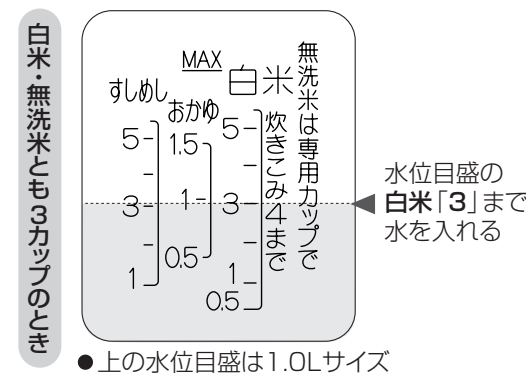 白米・無洗米とも3カップのとき
MAX
すしめし
5
3
1
おかゆ
1.5
1
0.5
白米
5
3
1
0.5
炊きこみ4まで
無洗米は専用カップで
水位目盛の
白米「3」まで
水を入れる
●上の水位目盛は1.0Lサイズ